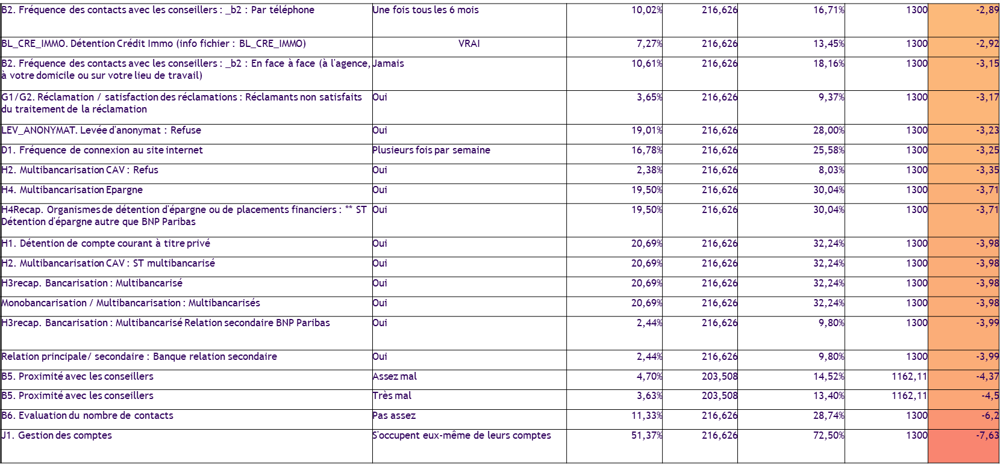 B2. Fréquence des contacts avec les conseillers : _b2 : Par téléphone Une fois tous les 6 mois 10,02% 216,626 16,71% 1300 -2,89
BL_CRE_IMMO. Détention Crédit Immo (info fichier : BL_CRE_IMMO) VRAI 7,27% 216,626 13,45% 1300 -2,92
B2. Fréquence des contacts avec les conseillers : _b2 : En face à face (à l'agence, Jamais 10,61% 216,626 18,16% 1300 -3,15
à votre domicile ou sur votre lieu de travail)
G1/G2. Réclamation / satisfaction des réclamations : Réclamants non satisfaits Oui 3,65% 216,626 9,37% 1300 -3,17
du traitement de la réclamation
LEV_ANONYMAT. Levée d'anonymat : Refuse Oui 19,01% 216,626 28,00% 1300 -3,23
D1. Fréquence de connexion au site internet Plusieurs fois par semaine 16,78% 216,626 25,58% 1300 -3,25
H2. Multibancarisation CAV : Refus Oui 2,38% 216,626 8,03% 1300 -3,35
H4. Multibancarisation Epargne Oui 19,50% 216,626 30,04% 1300 -3,71
H4Recap. Organismes de détention d'épargne ou de placements financiers : ** ST Oui 19,50% 216,626 30,04% 1300 -3,71
Détention d'épargne autre que BNP Paribas
H1. Détention de compte courant à titre privé Oui 20,69% 216,626 32,24% 1300 -3,98
H2. Multibancarisation CAV : ST multibancarisé Oui 20,69% 216,626 32,24% 1300 -3,98
H3recap. Bancarisation : Multibancarisé Oui 20,69% 216,626 32,24% 1300 -3,98
Monobancarisation / Multibancarisation : Multibancarisés Oui 20,69% 216,626 32,24% 1300 -3,98
H3recap. Bancarisation : Multibancarisé Relation secondaire BNP Paribas Oui 2,44% 216,626 9,80% 1300 -3,99
Relation principale/ secondaire : Banque relation secondaire Oui 2,44% 216,626 9,80% 1300 -3,99
B5. Proximité avec les conseillers Assez mal 4,70% 203,508 14,52% 1162,11 -4,37
B5. Proximité avec les conseillers Très mal 3,63% 203,508 13,40% 1162,11 -4,5
B6. Evaluation du nombre de contacts Pas assez 11,33% 216,626 28,74% 1300 -6,2
J1. Gestion des comptes S'occupent eux-même de leurs comptes 51,37% 216,626 72,50% 1300 -7,63